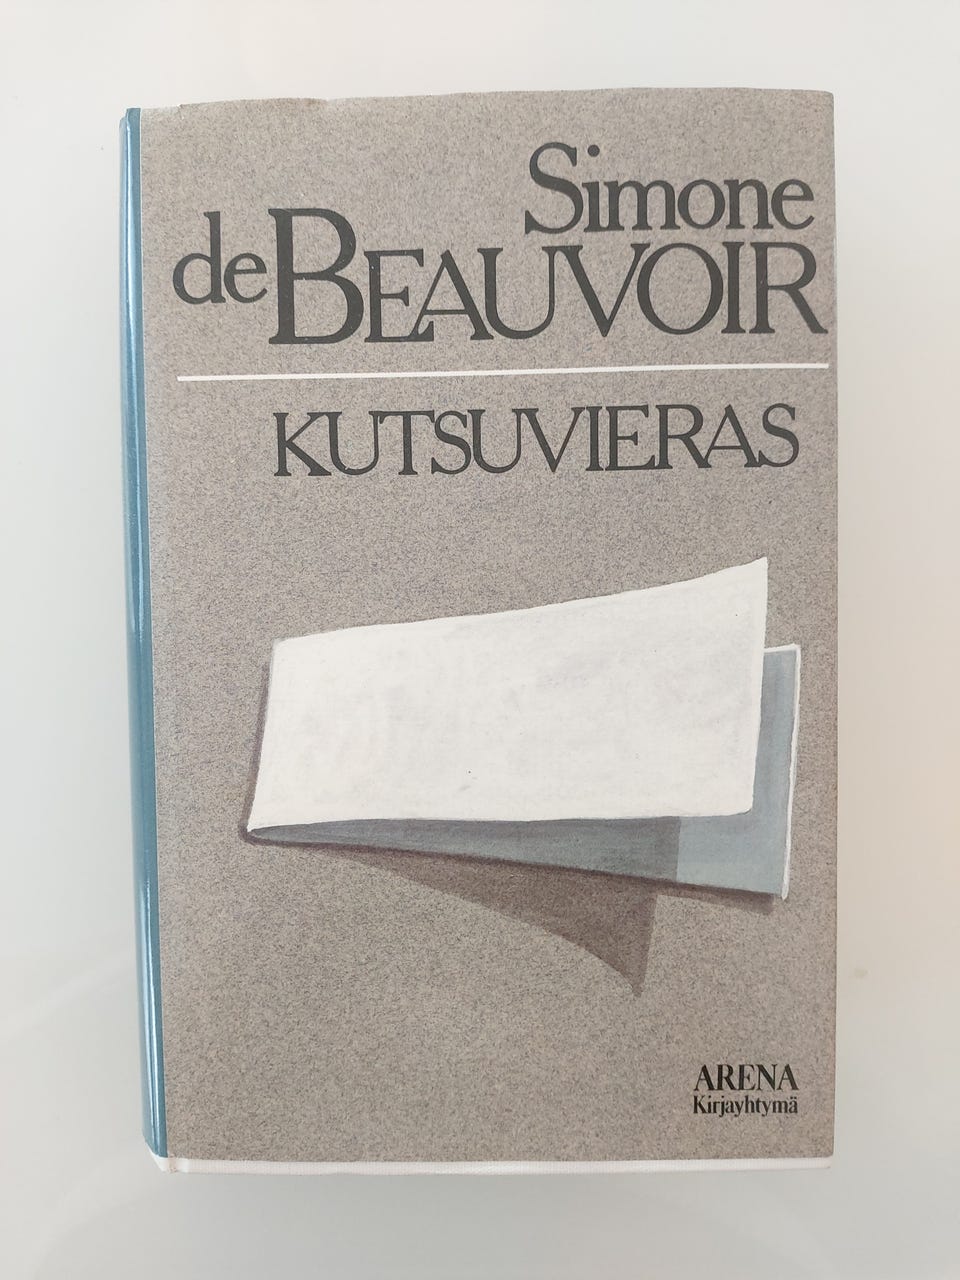 Simone
de BEAUVOIR
KUTSUVIERAS
ARENA
Kirjayhtymä